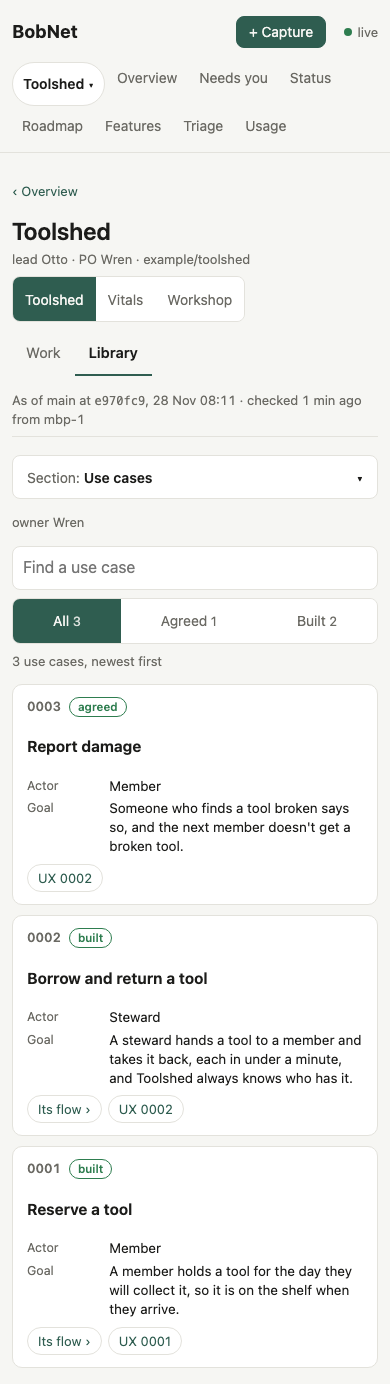 BobNet
+ Capture
live
Toolshed ▾
Overview
Needs you
Status
Roadmap
Features
Triage
Usage
‹ Overview
Toolshed
lead Otto · PO Wren · example/toolshed
Toolshed
Vitals
Workshop
Work
Library
As of main at e970fc9, 28 Nov 08:11 · checked 1 min ago
from mbp-1
Section: Use cases ▾
owner Wren
Find a use case
All 3
Agreed 1
Built 2
3 use cases, newest first
0003 agreed
Report damage
Actor Member
Goal Someone who finds a tool broken says
so, and the next member doesn't get a
broken tool.
UX 0002
0002 built
Borrow and return a tool
Actor Steward
Goal A steward hands a tool to a member and
takes it back, each in under a minute,
and Toolshed always knows who has it.
Its flow › UX 0002
0001 built
Reserve a tool
Actor Member
Goal A member holds a tool for the day they
will collect it, so it is on the shelf when
they arrive.
Its flow › UX 0001